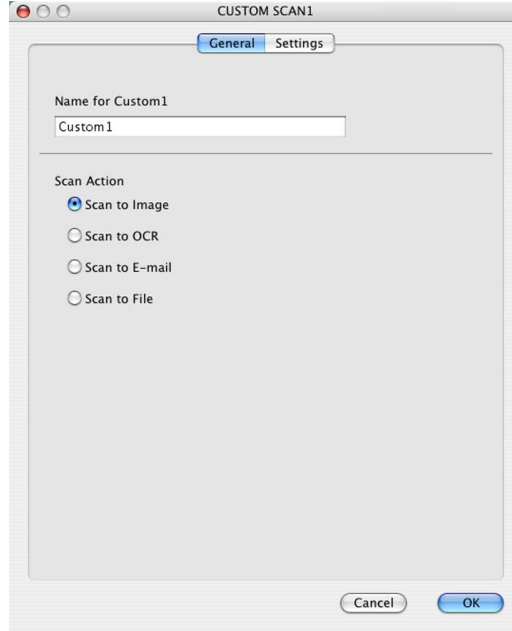 CUSTOM SCAN1
General Settings
Name for Custom1
Custom1
Scan Action
Scan to Image
Scan to OCR
Scan to E-mail
Scan to File
Cancel OK